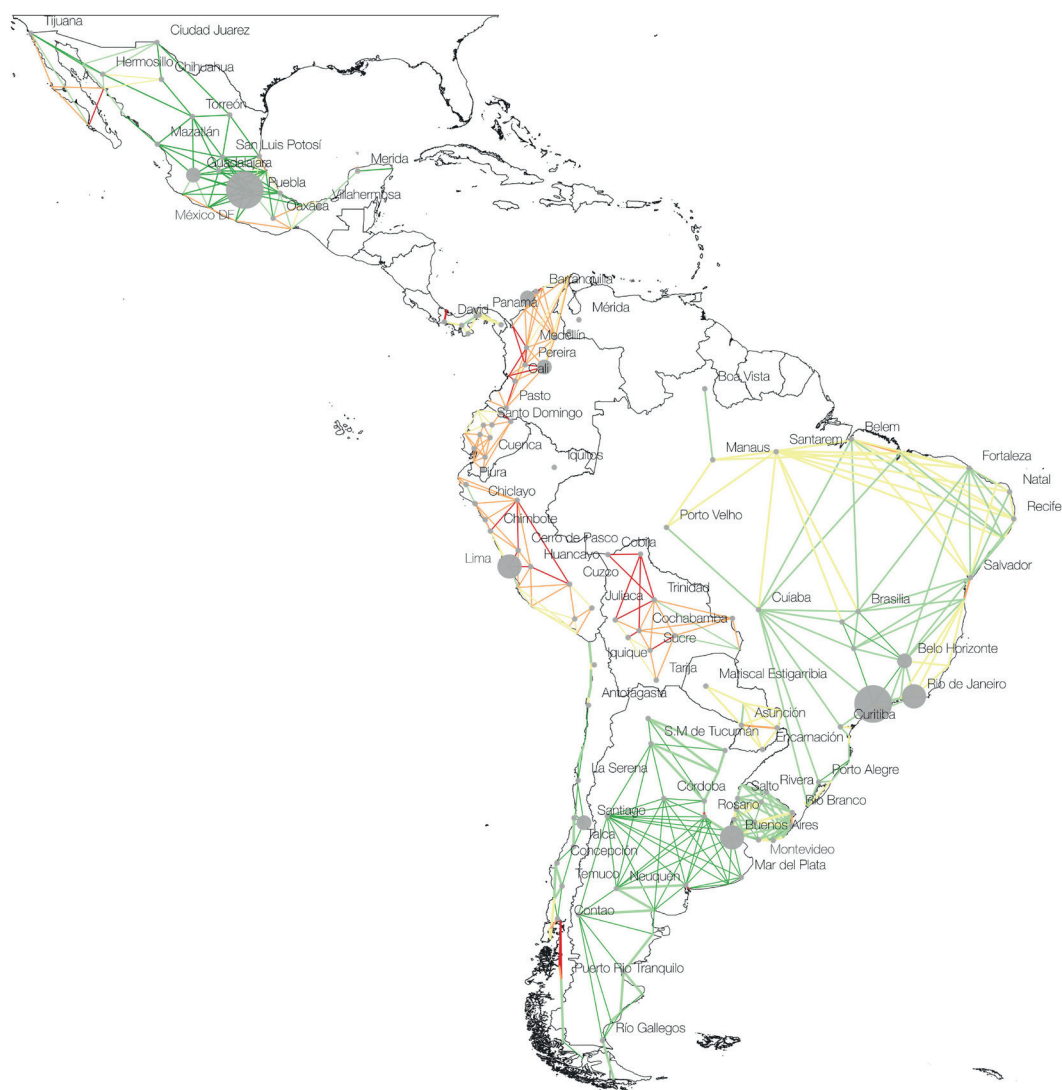 Tijuana
Ciudad Juarez
Hermosillo
Chihuahua
Torreón
Mazatlán
San Luis Potosí
Guadalajara
Merida
Puebla
Villahermosa
Oaxaca
México DF
Barranquilla
David
Panamá
Mérida
Medellín
Pereira
Cali
Boa Vista
Pasto
Santo Domingo
Belem
Santarem
Manaus
Cuenca
Iquitos
Fortaleza
Piura
Natal
Chiclayo
Recife
Chimbote
Porto Velho
Cerro de Pasco
Cobija
Lima
Huancayo
Salvador
Cuzco
Trinidad
Juliaca
Cuiaba
Brasilia
Cochabamba
Sucre
Belo Horizonte
Iquique
Tarija
Mariscal Estigarribia
Rio de Janeiro
Antofagasta
Asunción
Curitiba
S.M de Tucumán
Encarnación
La Serena
Porto Alegre
Rivera
Salto
Córdoba
Rio Branco
Rosario
Santiago
Buenos Aires
Talca
Montevideo
Concepción
Mar del Plata
Temuco
Neuquén
Contao
Puerto Rio Tranquilo
Río Gallegos